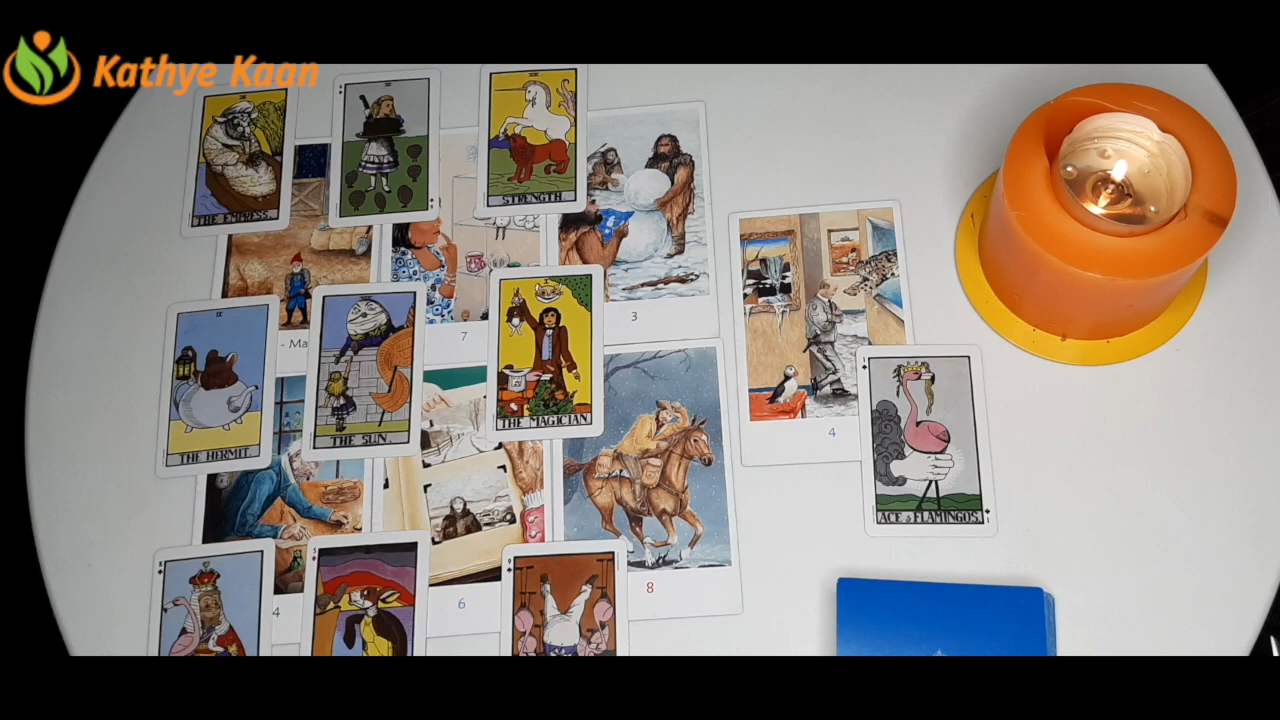 Kathye Kaan
THE EMPRESS.
STRENGTH.
- Ma
7
3
THE HERMIT.
THE SUN.
THE MAGICIAN
4
ACE of FLAMINGOS.
4
6
8